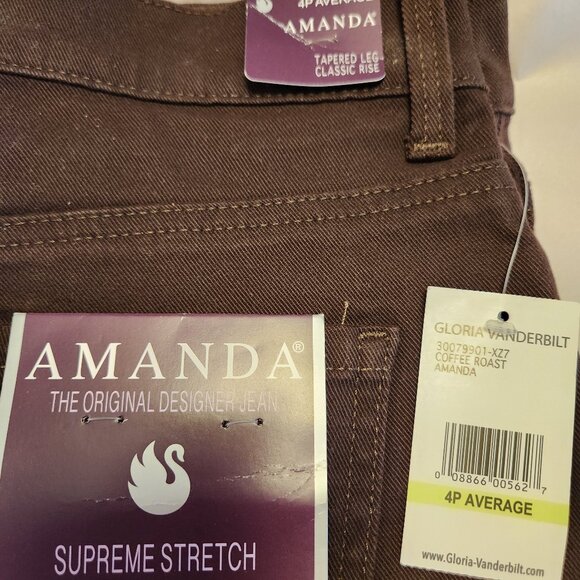 4P AVERAGE
AMANDA®
TAPERED LEG
CLASSIC RISE
AMANDA®
THE ORIGINAL DESIGNER JEAN
SUPREME STRETCH
GLORIA VANDERBILT
30079901-XZ7
COFFEE ROAST
AMANDA
0 08866 00562 7
4P AVERAGE
www.Gloria-Vanderbilt.com